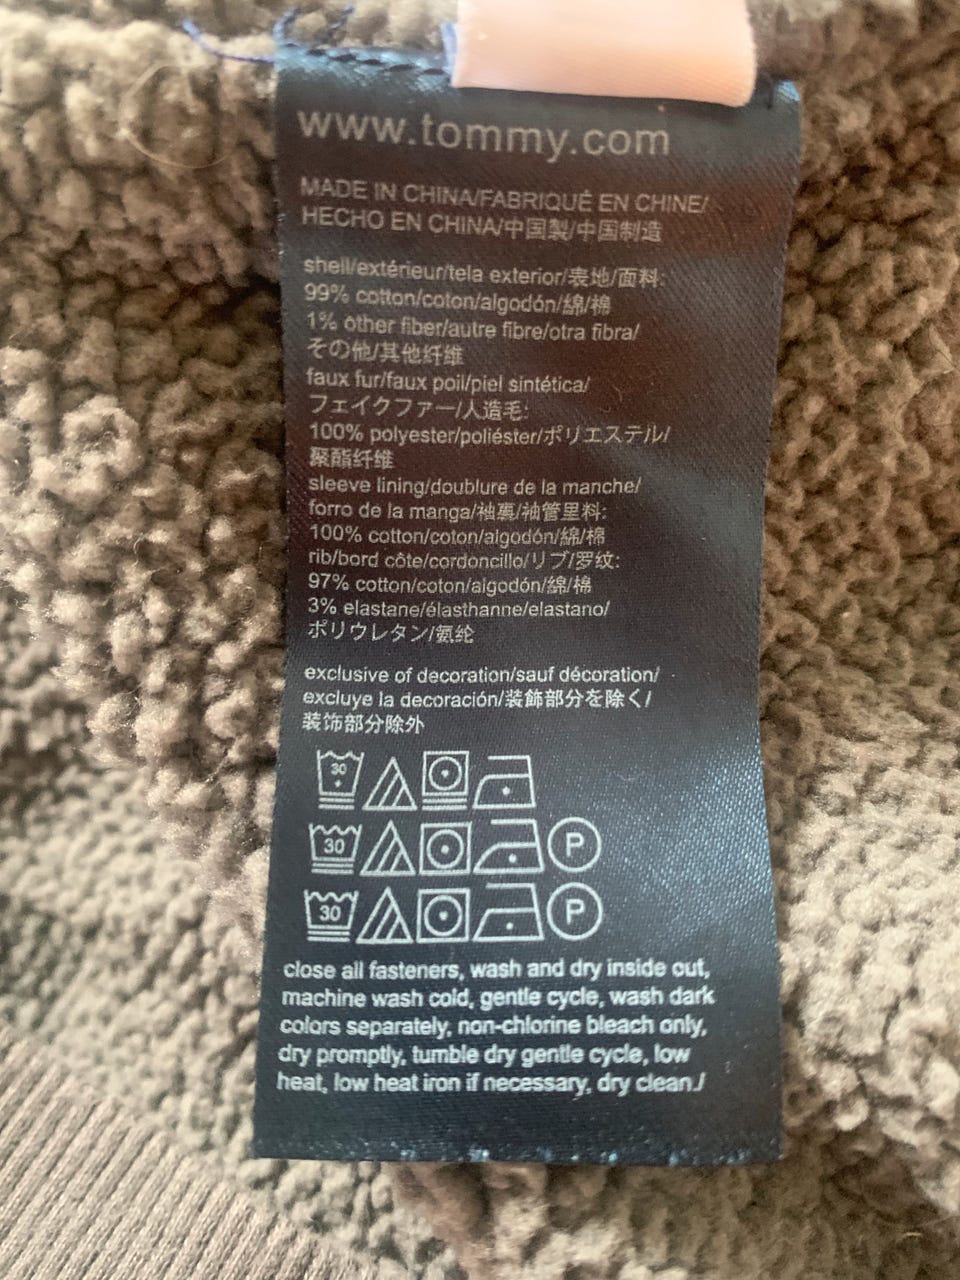 www.tommy.com
MADE IN CHINA/FABRIQUÉ EN CHINE/
HECHO EN CHINA/中国製/中国制造
shell/extérieur/tela exterior/表地/面料:
99% cotton/coton/algodón/綿/棉
1% other fiber/autre fibre/otra fibra/
その他/其他纤维
faux fur/faux poil/piel sintética/
フェイクファー/人造毛:
100% polyester/poliéster/ポリエステル/
聚酯纤维
sleeve lining/doublure de la manche/
forro de la manga/袖裏/袖管里料:
100% cotton/coton/algodón/綿/棉
rib/bord côte/cordoncillo/リブ/罗纹:
97% cotton/coton/algodón/綿/棉
3% elastane/élasthanne/elastano/
ポリウレタン/氨纶
exclusive of decoration/sauf décoration/
excluye la decoración/装飾部分を除く/
装饰部分除外
30
30 P
30 P
close all fasteners, wash and dry inside out,
machine wash cold, gentle cycle, wash dark
colors separately, non-chlorine bleach only,
dry promptly, tumble dry gentle cycle, low
heat, low heat iron if necessary, dry clean./